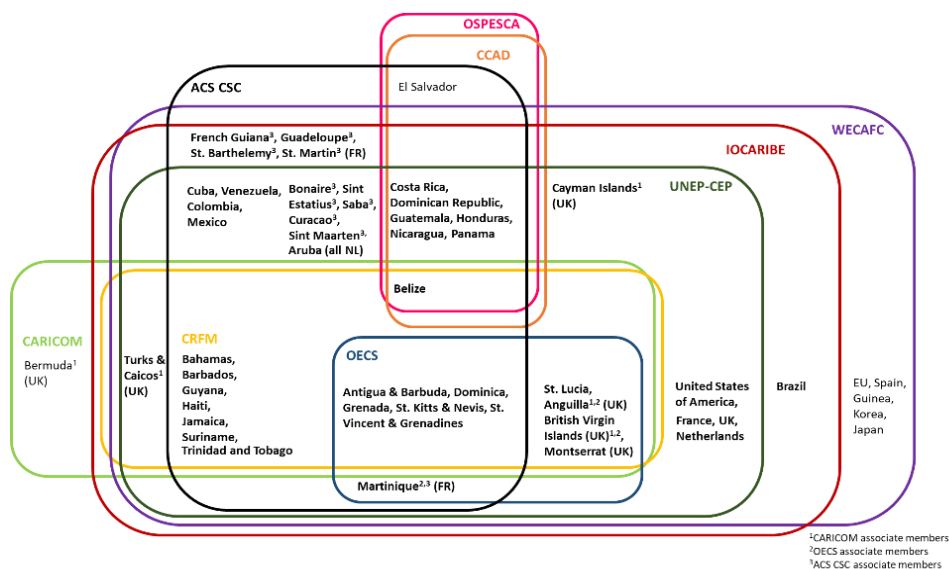 OSPESCA
CCAD
ACS CSC
El Salvador
WECAFC
French Guiana³, Guadeloupe³,
St. Barthelemy³, St. Martin³ (FR)
IOCARIBE
UNEP-CEP
Cuba, Venezuela,
Colombia,
Mexico
Bonaire³, Sint
Estatius³, Saba³,
Curacao³,
Sint Maarten³,
Aruba (all NL)
Costa Rica,
Dominican Republic,
Guatemala, Honduras,
Nicaragua, Panama
Cayman Islands¹
(UK)
Belize
CARICOM
Bermuda¹
(UK)
Turks &
Caicos¹
(UK)
CRFM
Bahamas,
Barbados,
Guyana,
Haiti,
Jamaica,
Suriname,
Trinidad and Tobago
OECS
Antigua & Barbuda, Dominica,
Grenada, St. Kitts & Nevis, St.
Vincent & Grenadines
St. Lucia,
Anguilla¹,² (UK)
British Virgin
Islands (UK)¹,²,
Montserrat (UK)
United States
of America,
France, UK,
Netherlands
Brazil
EU, Spain,
Guinea,
Korea,
Japan
Martinique²,³ (FR)
¹CARICOM associate members
²OECS associate members
³ACS CSC associate members